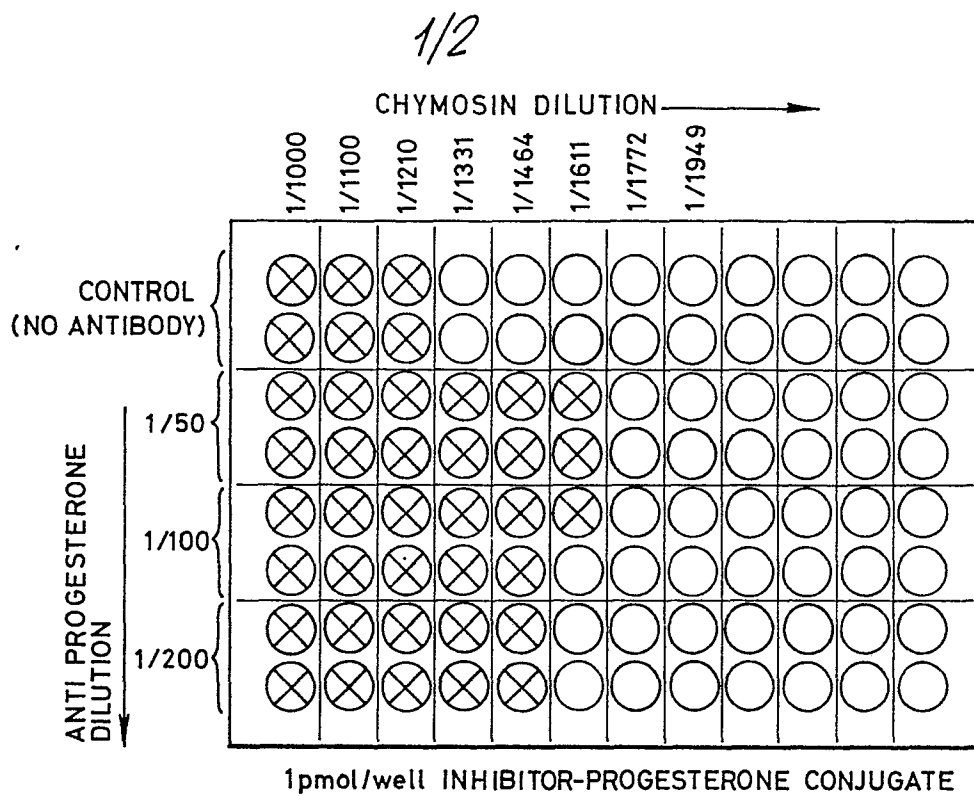 1/2
CHYMOSIN DILUTION
1/1000
1/1100
1/1210
1/1331
1/1464
1/1611
1/1772
1/1949
CONTROL
(NO ANTIBODY)
1/50
1/100
1/200
ANTI PROGESTERONE
DILUTION
1pmol/well INHIBITOR-PROGESTERONE CONJUGATE